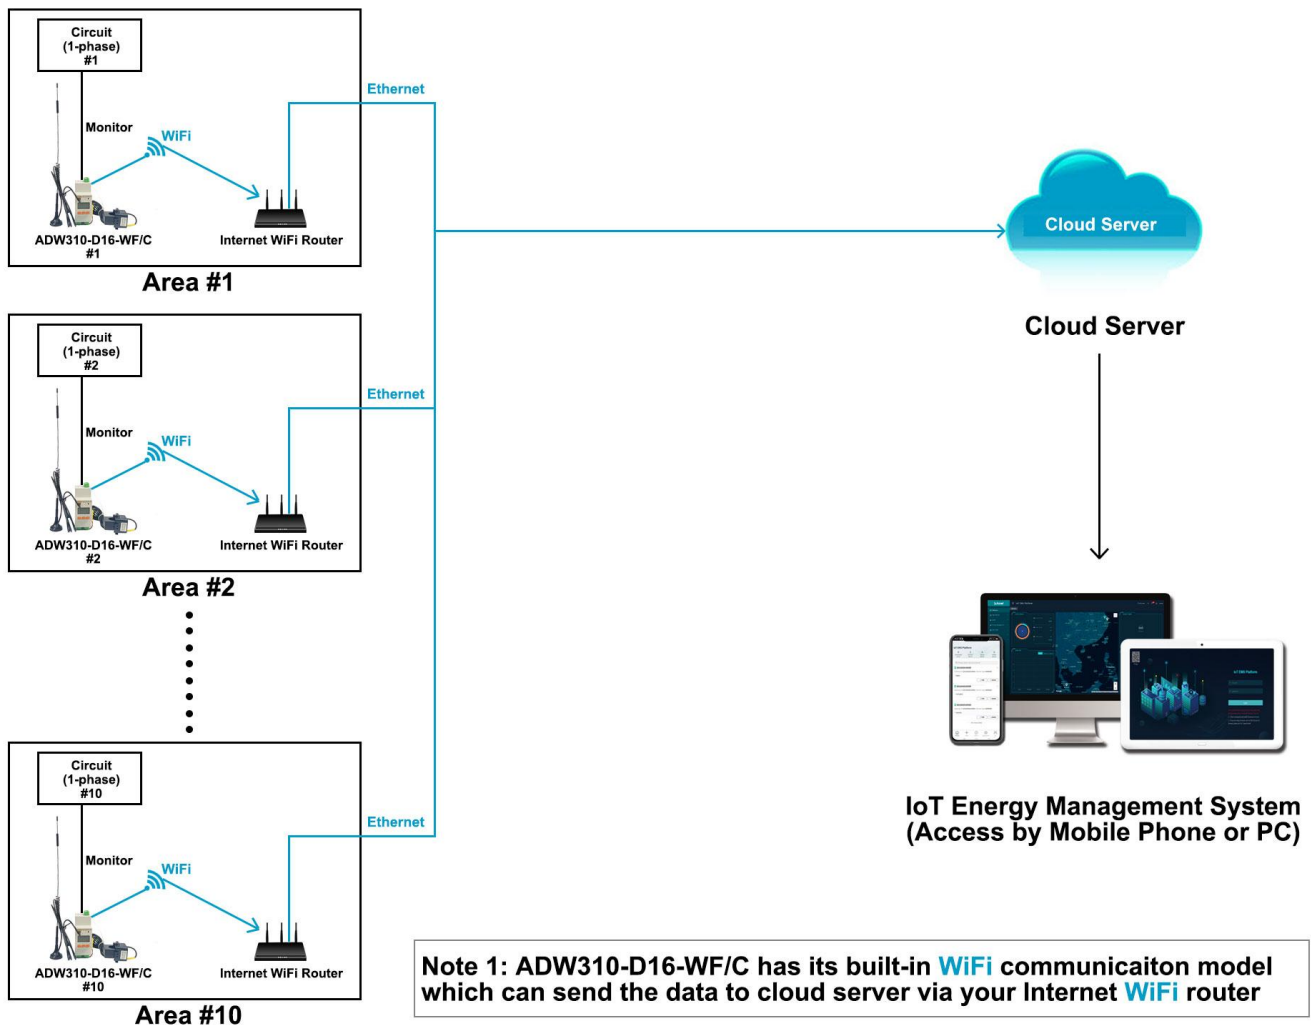 Circuit
(1-phase)
#1
Monitor
WiFi
Ethernet
ADW310-D16-WF/C
#1
Internet WiFi Router
Area #1
Circuit
(1-phase)
#2
Monitor
WiFi
Ethernet
ADW310-D16-WF/C
#2
Internet WiFi Router
Area #2
Circuit
(1-phase)
#10
Monitor
WiFi
Ethernet
ADW310-D16-WF/C
#10
Internet WiFi Router
Area #10
Cloud Server
Cloud Server
IoT Energy Management System
(Access by Mobile Phone or PC)
Note 1: ADW310-D16-WF/C has its built-in WiFi communicaiton model
which can send the data to cloud server via your Internet WiFi router